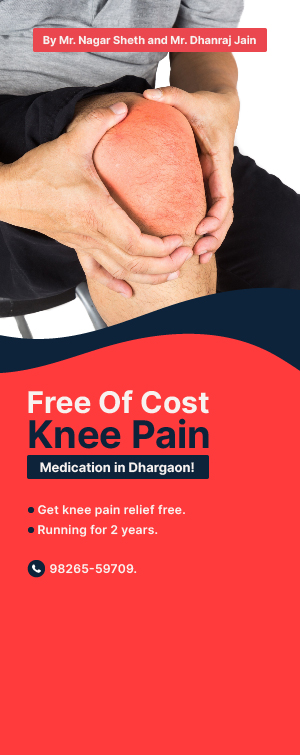 By Mr. Nagar Sheth and Mr. Dhanraj Jain
Free Of Cost
Knee Pain
Medication in Dhargaon!
Get knee pain relief free.
Running for 2 years.
98265-59709.